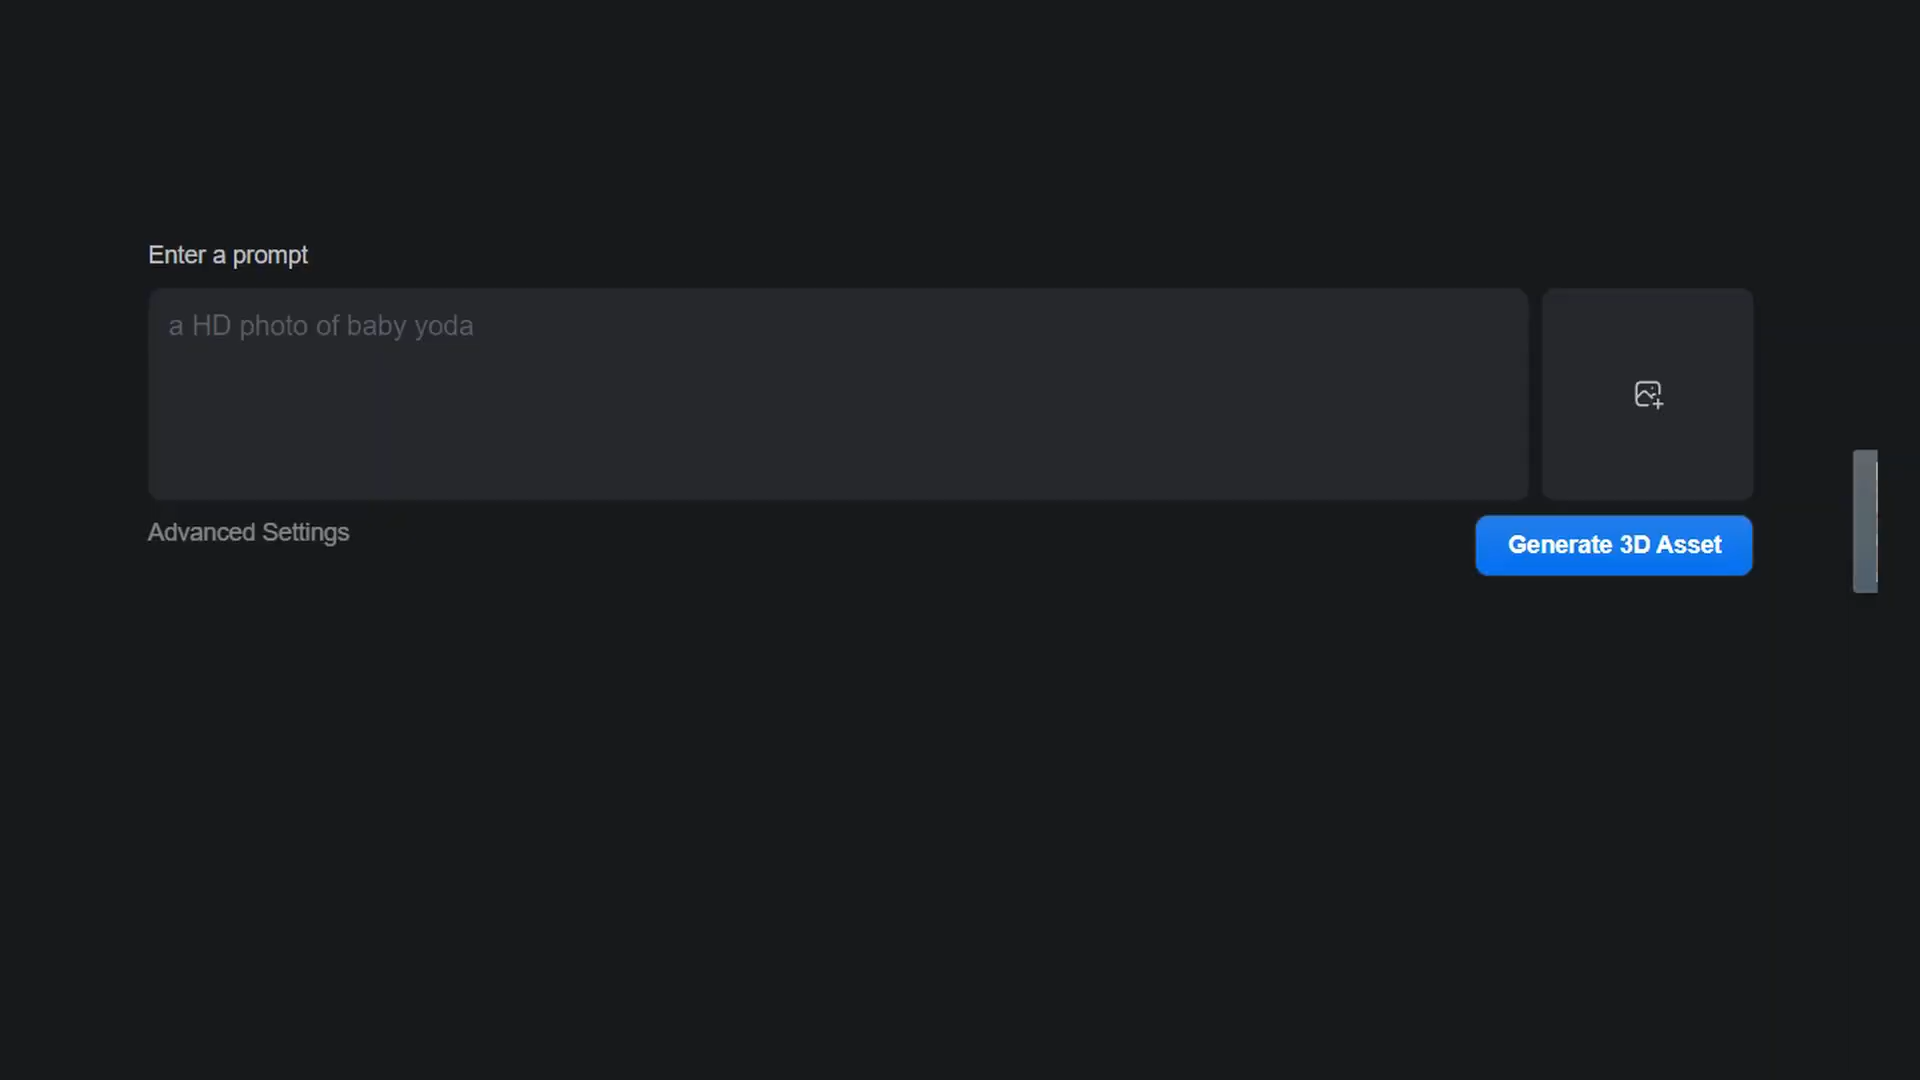 Enter a prompt
a HD photo of baby yoda
Advanced Settings
Generate 3D Asset